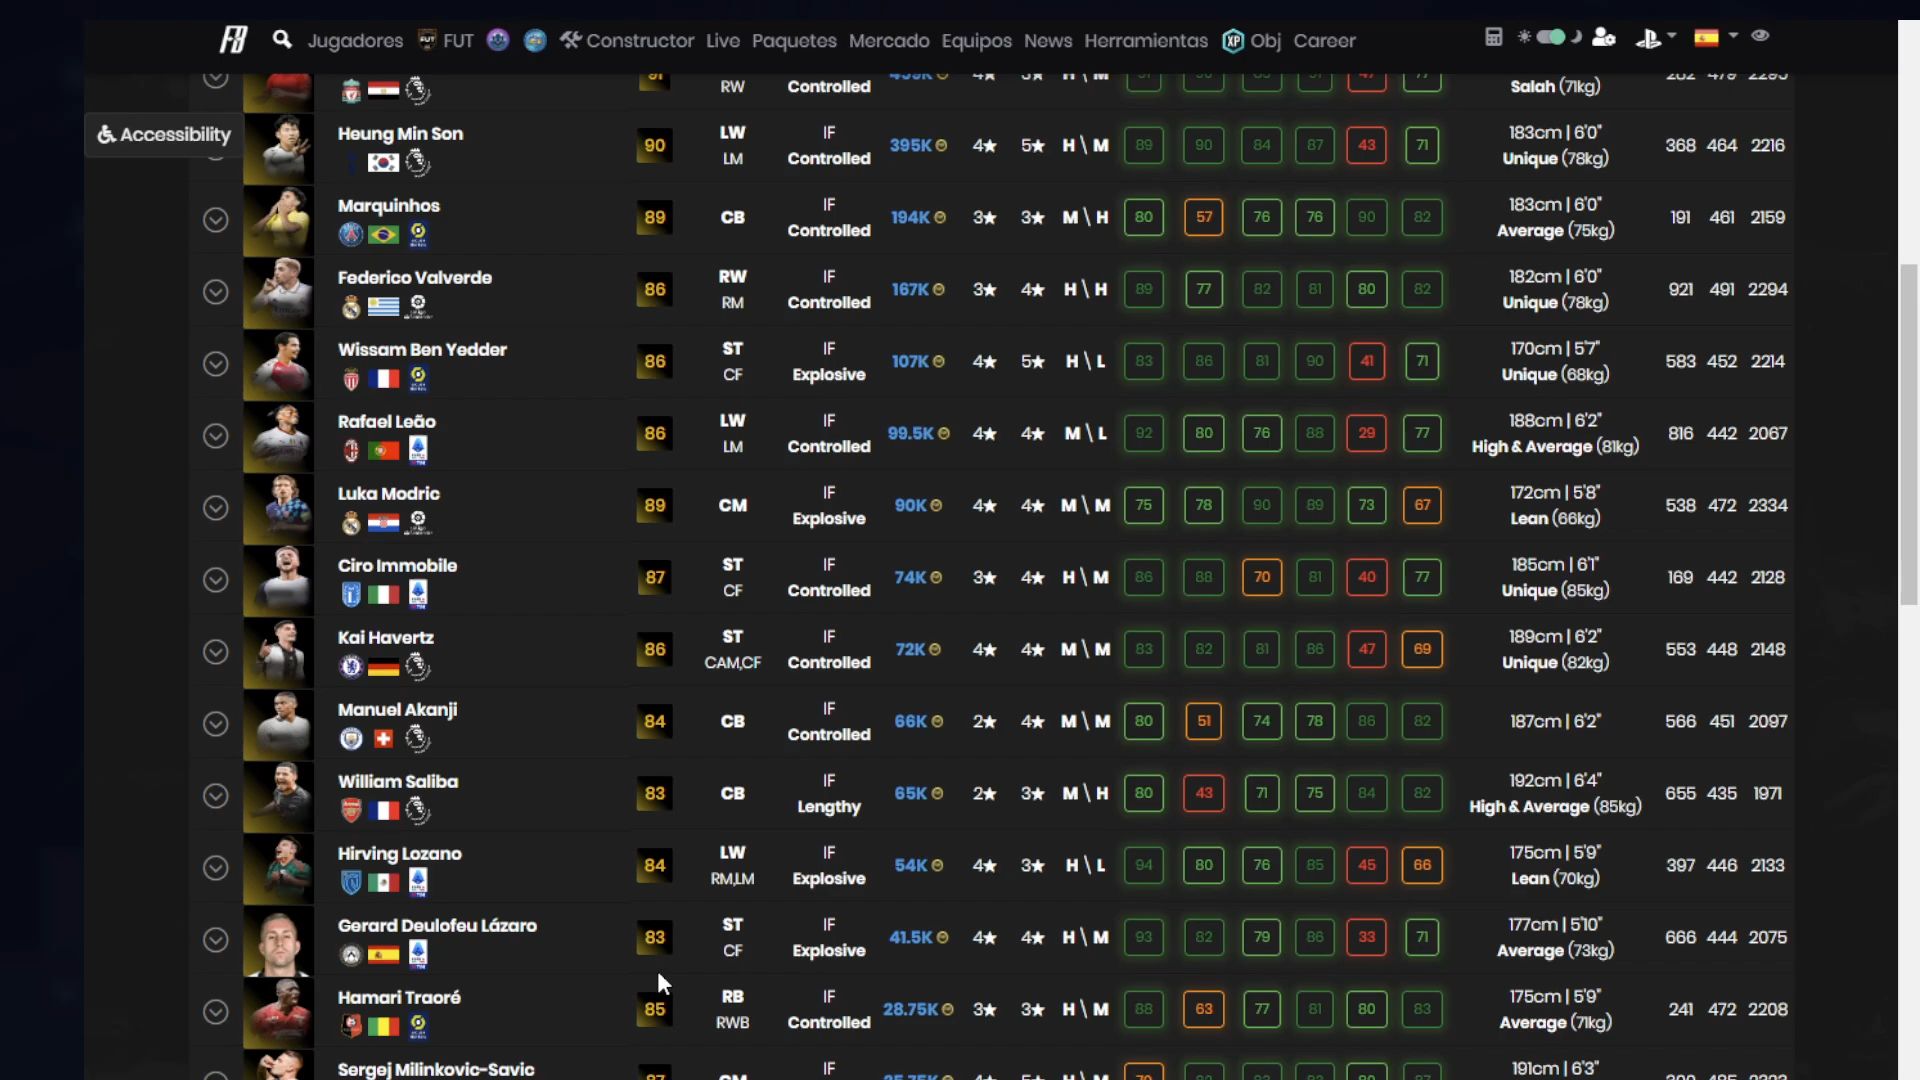 FB Jugadores FUT Constructor Live Paquetes Mercado Equipos News Herramientas XP Obj Career
RW Controlled Salah (71kg)
Accessibility
Heung Min Son 90 LW LM IF Controlled 395K 4★ 5★ H \ M 89 90 84 87 43 71 183cm | 6'0" Unique (78kg) 368 464 2216
Marquinhos 89 CB IF Controlled 194K 3★ 3★ M \ H 80 57 76 76 90 82 183cm | 6'0" Average (75kg) 191 461 2159
Federico Valverde 86 RW RM IF Controlled 167K 3★ 4★ H \ H 89 77 82 81 80 82 182cm | 6'0" Unique (78kg) 921 491 2294
Wissam Ben Yedder 86 ST CF IF Explosive 107K 4★ 5★ H \ L 83 86 81 90 41 71 170cm | 5'7" Unique (68kg) 583 452 2214
Rafael Leão 86 LW LM IF Controlled 99.5K 4★ 4★ M \ L 92 80 76 88 29 77 188cm | 6'2" High & Average (81kg) 816 442 2067
Luka Modric 89 CM IF Explosive 90K 4★ 4★ M \ M 75 78 90 89 73 67 172cm | 5'8" Lean (66kg) 538 472 2334
Ciro Immobile 87 ST CF IF Controlled 74K 3★ 4★ H \ M 86 88 70 81 40 77 185cm | 6'1" Unique (85kg) 169 442 2128
Kai Havertz 86 ST CAM,CF IF Controlled 72K 4★ 4★ M \ M 83 82 81 86 47 69 189cm | 6'2" Unique (82kg) 553 448 2148
Manuel Akanji 84 CB IF Controlled 66K 2★ 4★ M \ M 80 51 74 78 86 82 187cm | 6'2" 566 451 2097
William Saliba 83 CB IF Lengthy 65K 2★ 3★ M \ H 80 43 71 75 84 82 192cm | 6'4" High & Average (85kg) 655 435 1971
Hirving Lozano 84 LW RM,LM IF Explosive 54K 4★ 3★ H \ L 94 80 76 85 45 66 175cm | 5'9" Lean (70kg) 397 446 2133
Gerard Deulofeu Lázaro 83 ST CF IF Explosive 41.5K 4★ 4★ H \ M 93 82 79 86 33 71 177cm | 5'10" Average (73kg) 666 444 2075
Hamari Traoré 85 RB RWB IF Controlled 28.75K 3★ 3★ H \ M 88 63 77 81 80 83 175cm | 5'9" Average (71kg) 241 472 2208
Sergej Milinkovic-Savic IF 191cm | 6'3"